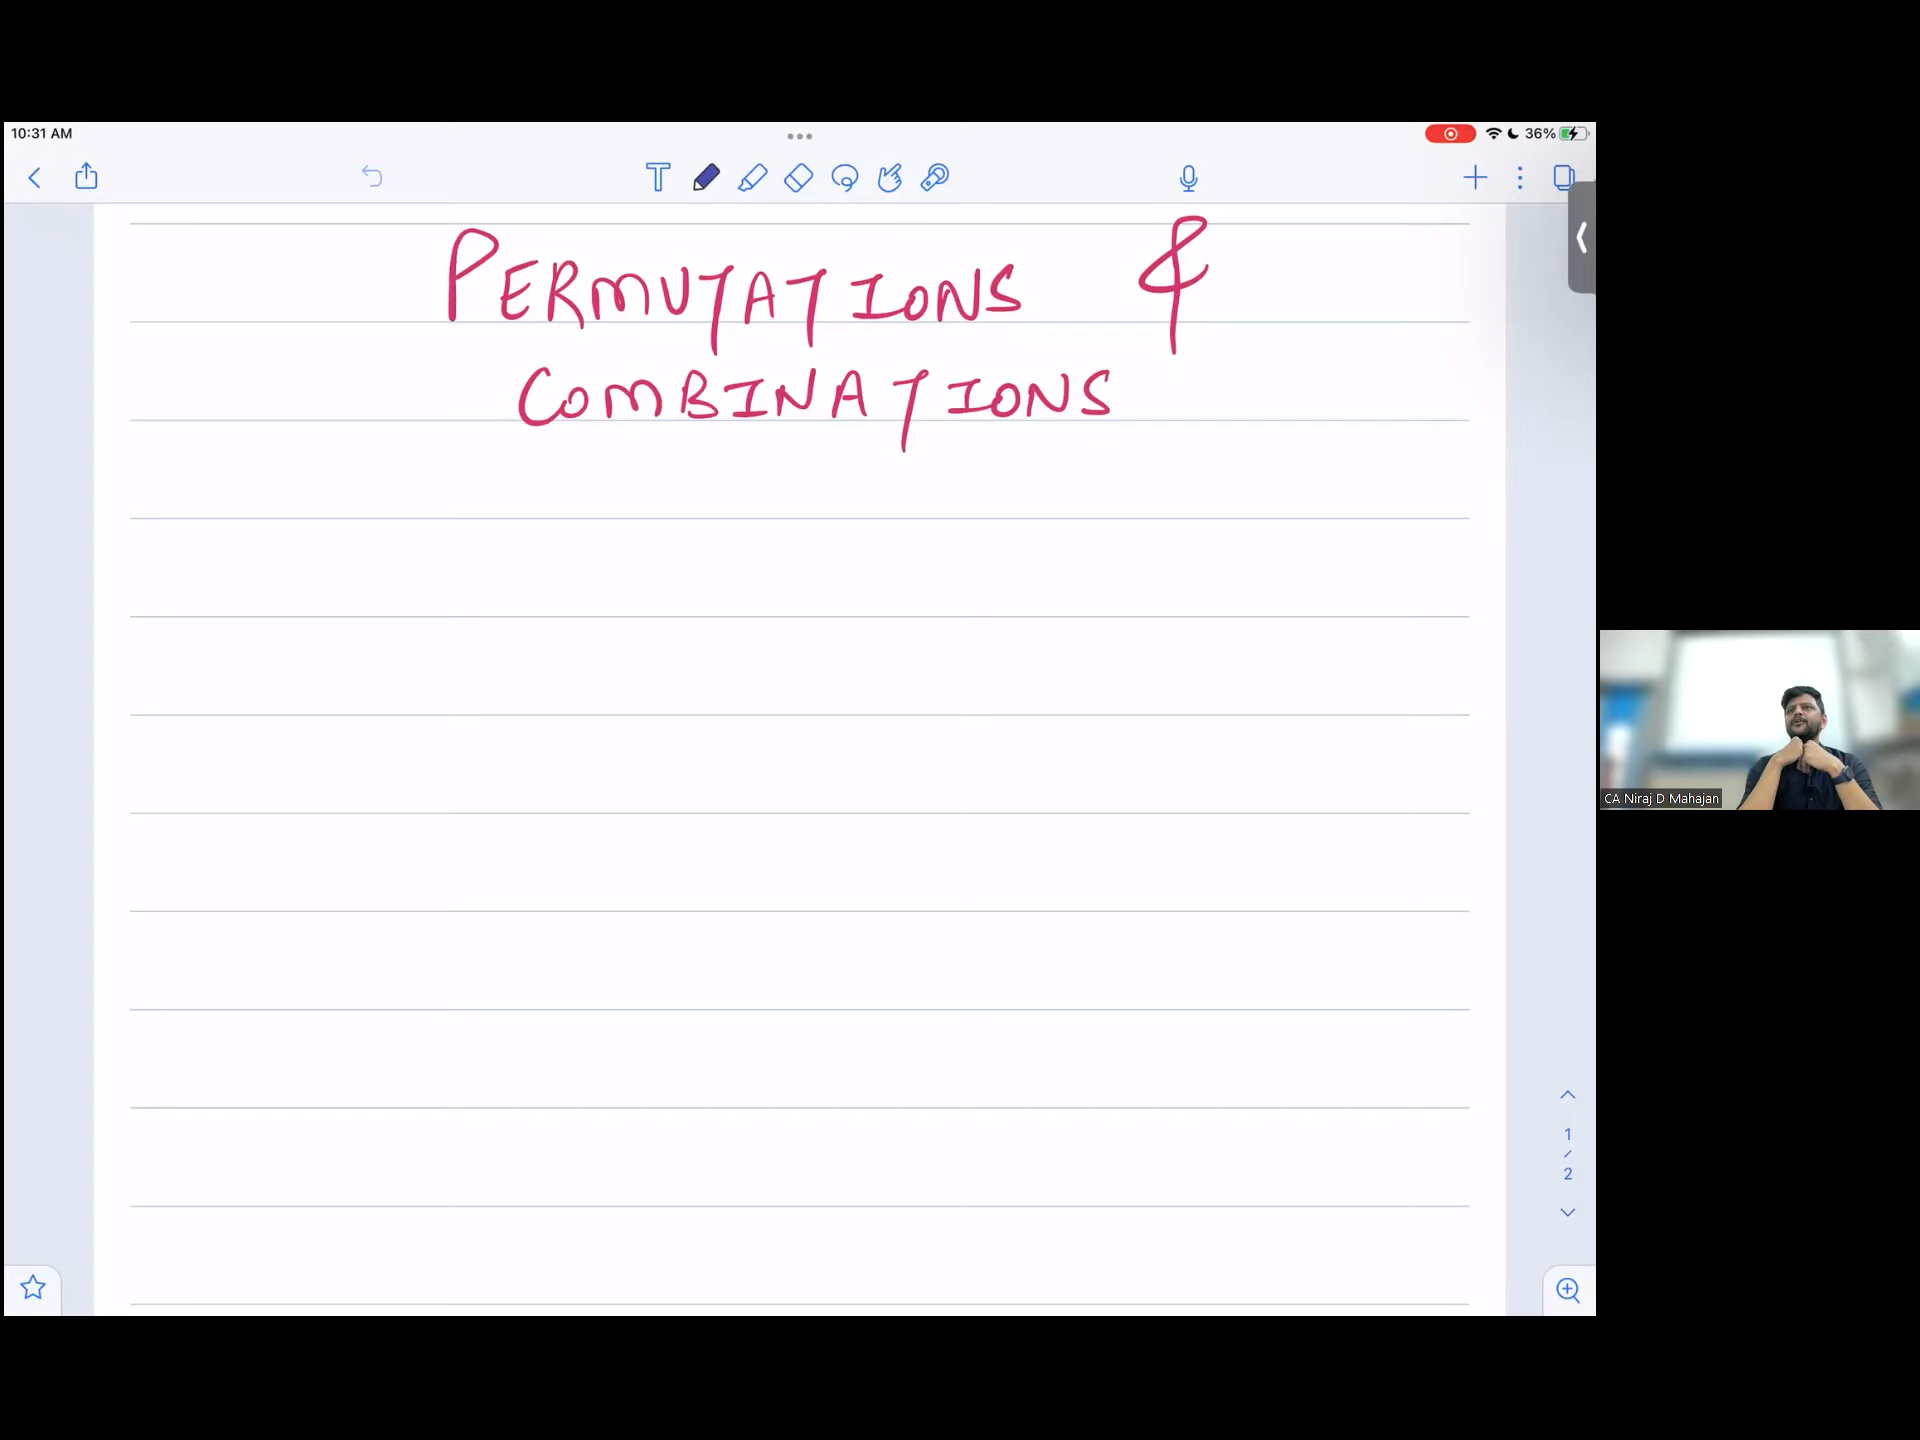 10:31 AM
36%
T
PERMUTATIONS &
COMBINATIONS
CA Niraj D Mahajan
1
/
2